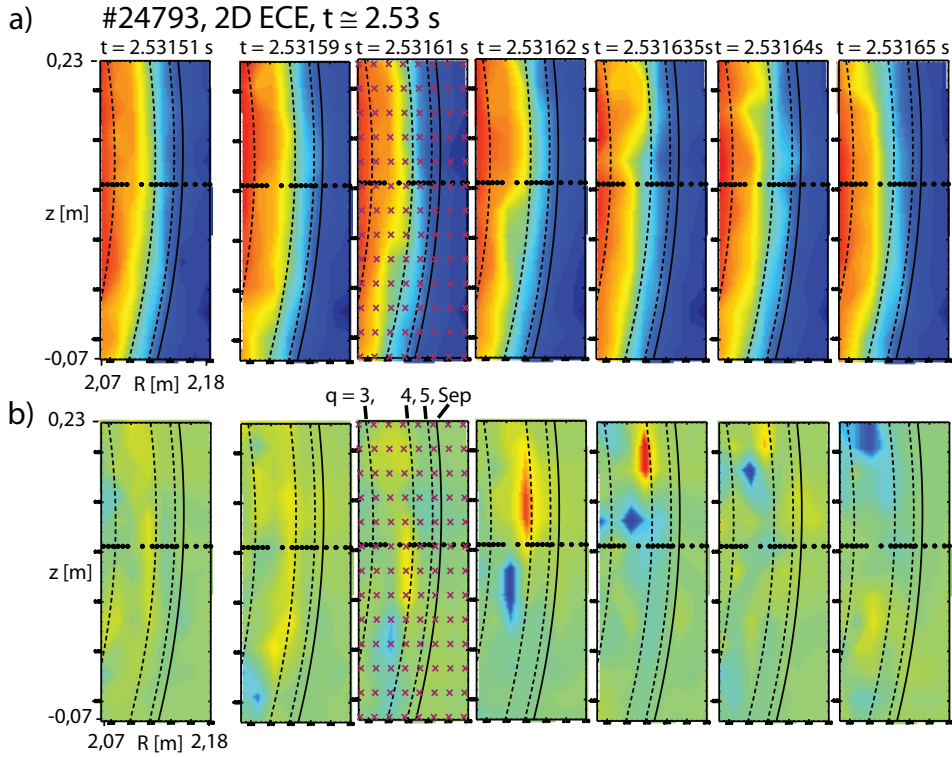 a) #24793, 2D ECE, t ≅ 2.53 s
t = 2.53151 s t = 2.53159 s t = 2.53161 s t = 2.53162 s t = 2.531635s t = 2.53164s t = 2.53165 s
0,23
z [m]
-0,07
2,07 R [m] 2,18
b) q = 3, 4, 5, Sep
0,23
z [m]
-0,07
2,07 R [m] 2,18